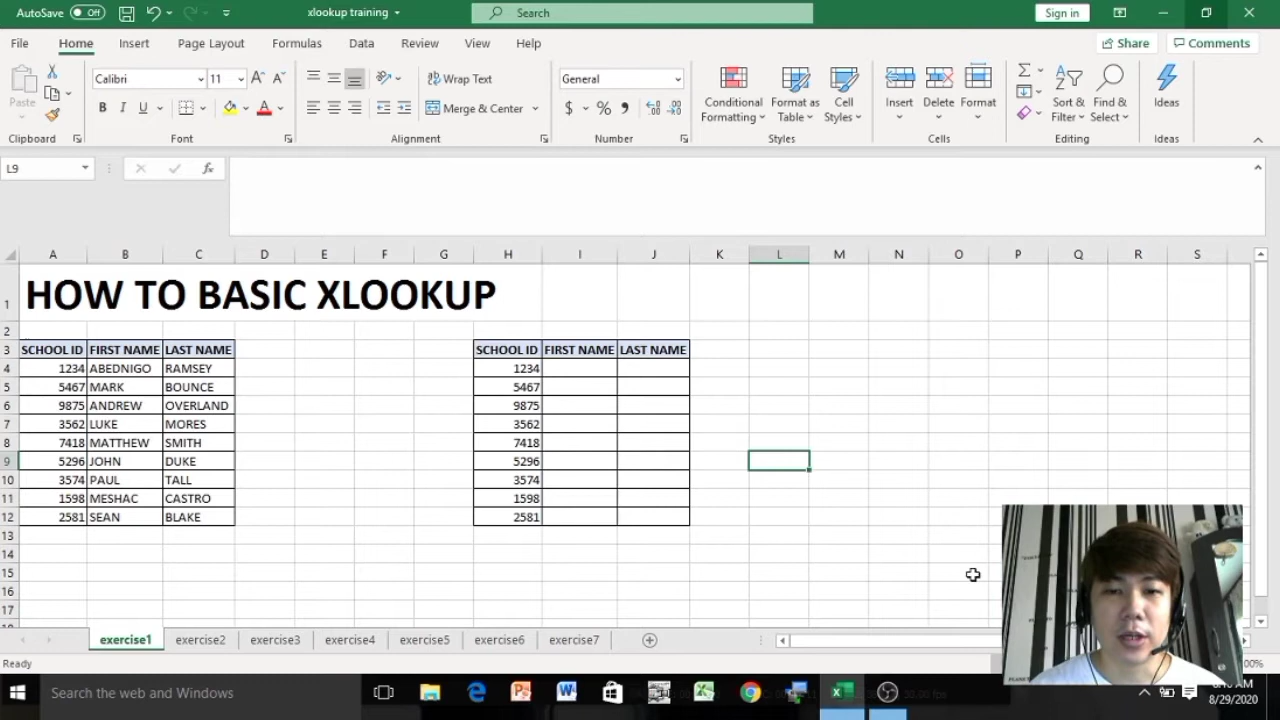 AutoSave Off
xlookup training
Search
Sign in
File Home Insert Page Layout Formulas Data Review View Help
Share Comments
Paste
Calibri 11
B I U
Wrap Text
Merge & Center
General
$ % ,
Conditional Formatting
Format as Table
Cell Styles
Insert Delete Format
Sort & Filter
Find & Select
Ideas
Clipboard Font Alignment Number Styles Cells Editing Ideas
L9 fx
A B C D E F G H I J K L M N O P Q R S
1 HOW TO BASIC XLOOKUP
2
3 SCHOOL ID FIRST NAME LAST NAME SCHOOL ID FIRST NAME LAST NAME
4 1234 ABEDNIGO RAMSEY 1234
5 5467 MARK BOUNCE 5467
6 9875 ANDREW OVERLAND 9875
7 3562 LUKE MORES 3562
8 7418 MATTHEW SMITH 7418
9 5296 JOHN DUKE 5296
10 3574 PAUL TALL 3574
11 1598 MESHAC CASTRO 1598
12 2581 SEAN BLAKE 2581
13
14
15
16
17
exercise1 exercise2 exercise3 exercise4 exercise5 exercise6 exercise7
Ready
Search the web and Windows
8/29/2020